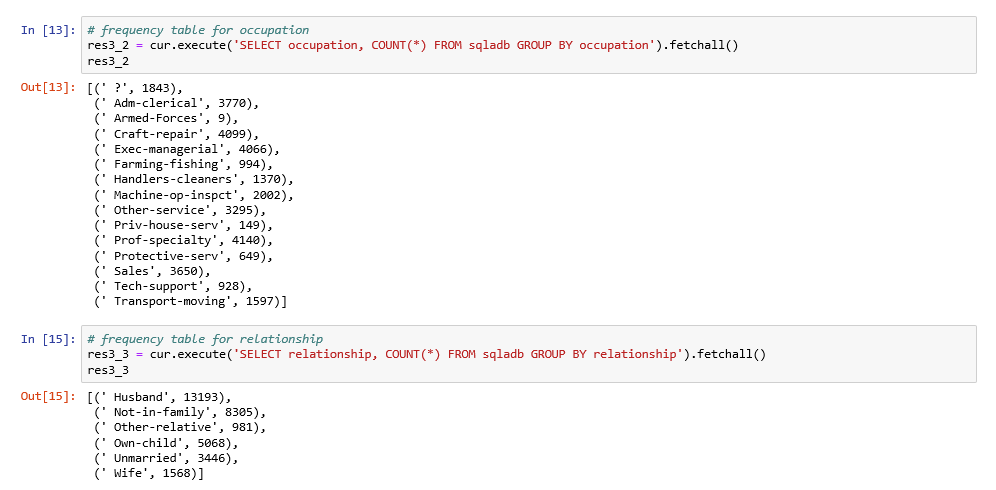 In [13]: # frequency table for occupation
res3_2 = cur.execute('SELECT occupation, COUNT(*) FROM sqladb GROUP BY occupation').fetchall()
res3_2
Out[13]: [(' ?', 1843),
(' Adm-clerical', 3770),
(' Armed-Forces', 9),
(' Craft-repair', 4099),
(' Exec-managerial', 4066),
(' Farming-fishing', 994),
(' Handlers-cleaners', 1370),
(' Machine-op-inspct', 2002),
(' Other-service', 3295),
(' Priv-house-serv', 149),
(' Prof-specialty', 4140),
(' Protective-serv', 649),
(' Sales', 3650),
(' Tech-support', 928),
(' Transport-moving', 1597)]
In [15]: # frequency table for relationship
res3_3 = cur.execute('SELECT relationship, COUNT(*) FROM sqladb GROUP BY relationship').fetchall()
res3_3
Out[15]: [(' Husband', 13193),
(' Not-in-family', 8305),
(' Other-relative', 981),
(' Own-child', 5068),
(' Unmarried', 3446),
(' Wife', 1568)]